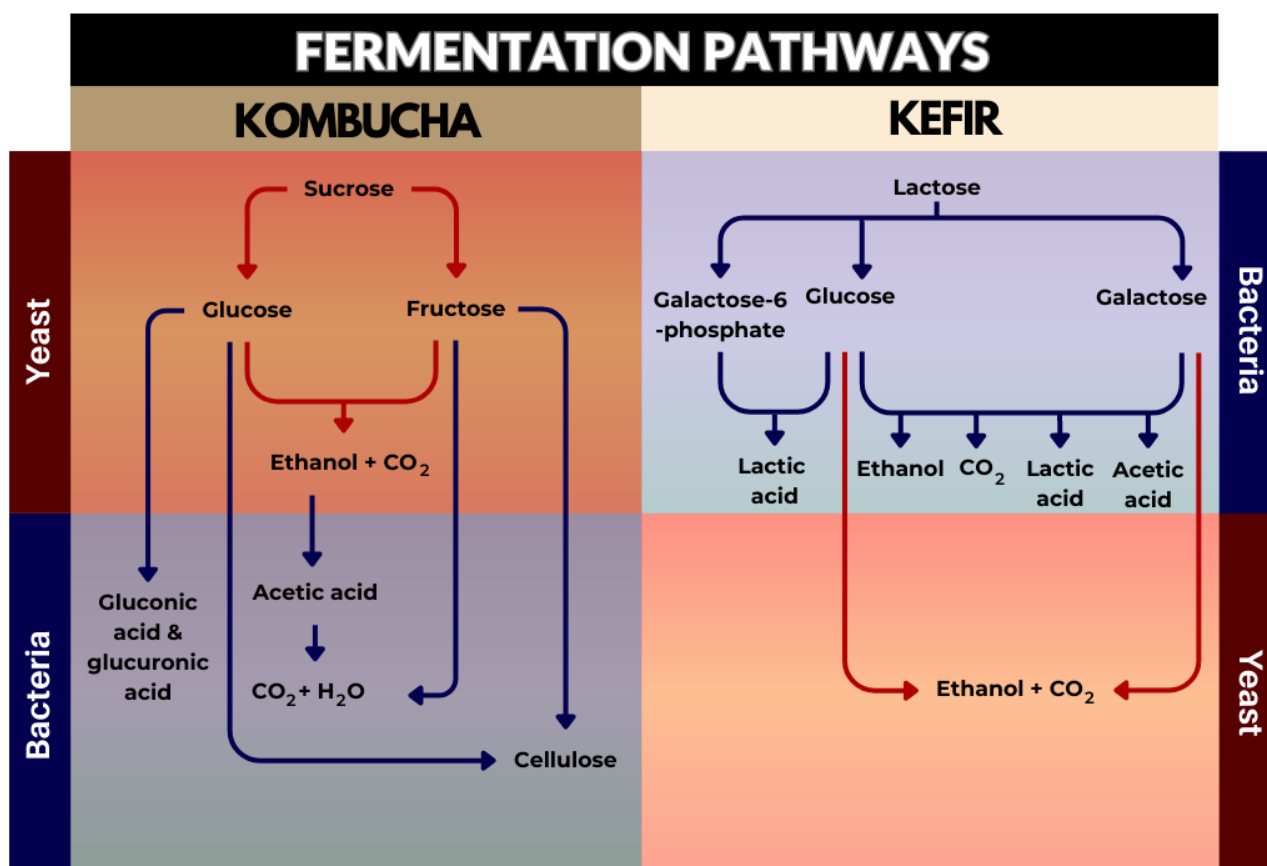 FERMENTATION PATHWAYS
KOMBUCHA
KEFIR
Yeast
Bacteria
Sucrose
Glucose
Fructose
Ethanol + CO₂
Acetic acid
Gluconic
acid &
glucuronic
acid
CO₂ + H₂O
Cellulose
Lactose
Galactose-6
-phosphate
Glucose
Galactose
Lactic
acid
Ethanol
CO₂
Lactic
acid
Acetic
acid
Ethanol + CO₂
Bacteria
Yeast